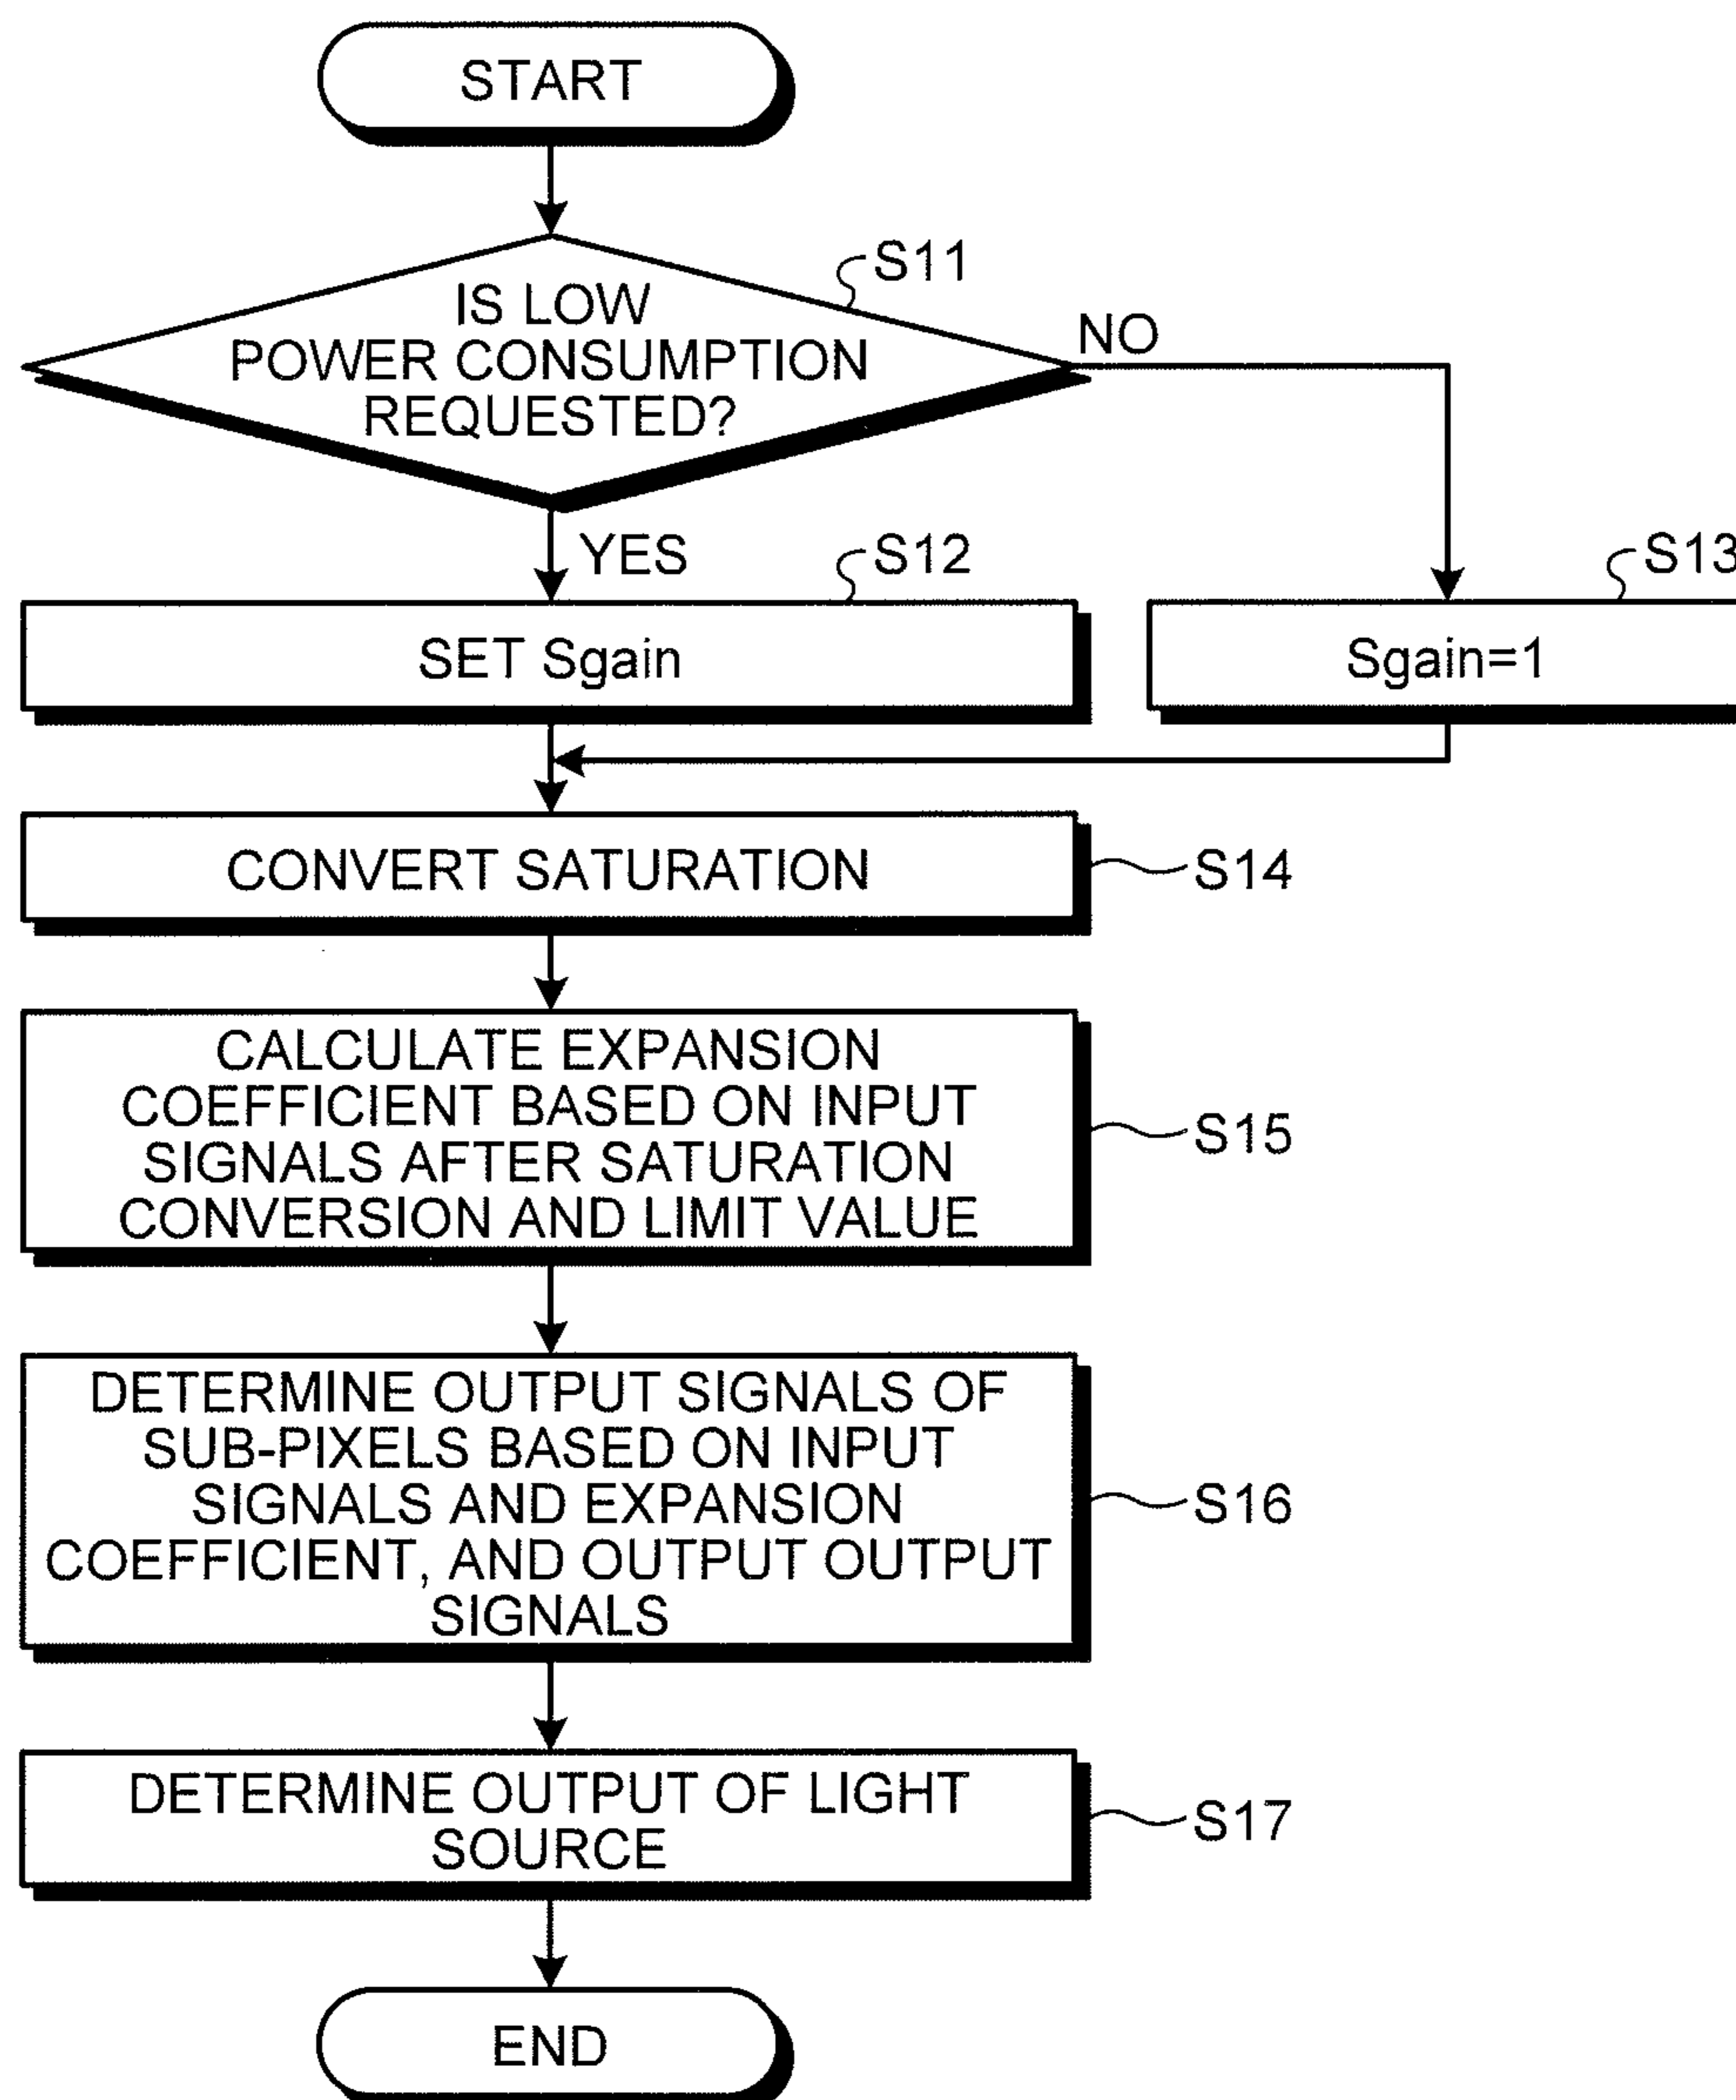 START
S11
IS LOW
POWER CONSUMPTION
REQUESTED?
NO
YES
S12
S13
SET Sgain
Sgain=1
CONVERT SATURATION
S14
CALCULATE EXPANSION
COEFFICIENT BASED ON INPUT
SIGNALS AFTER SATURATION
CONVERSION AND LIMIT VALUE
S15
DETERMINE OUTPUT SIGNALS OF
SUB-PIXELS BASED ON INPUT
SIGNALS AND EXPANSION
COEFFICIENT, AND OUTPUT OUTPUT
SIGNALS
S16
DETERMINE OUTPUT OF LIGHT
SOURCE
S17
END